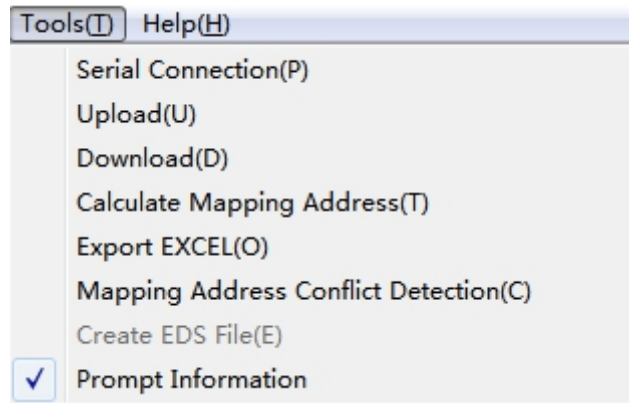 Tools(T) Help(H)
Serial Connection(P)
Upload(U)
Download(D)
Calculate Mapping Address(T)
Export EXCEL(O)
Mapping Address Conflict Detection(C)
Create EDS File(E)
Prompt Information